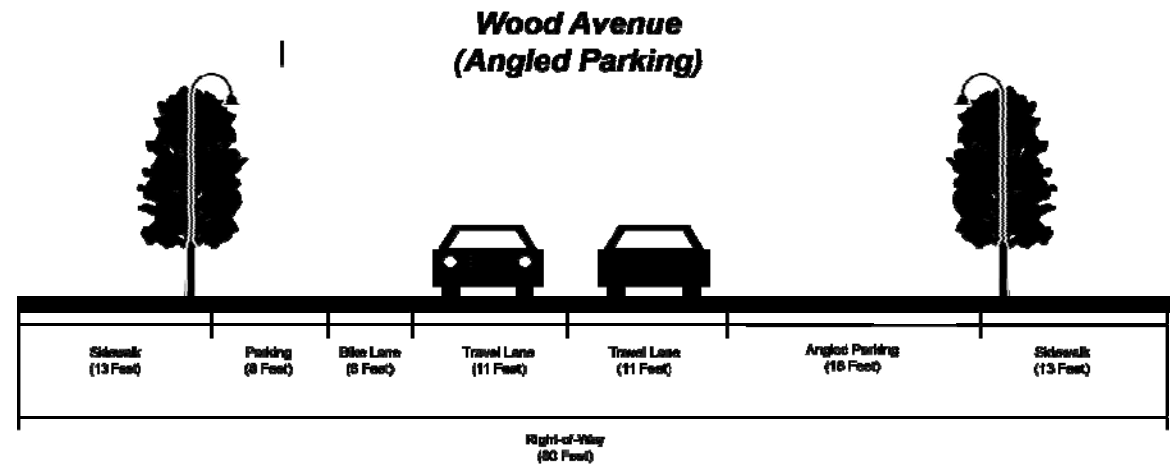 Wood Avenue
(Angled Parking)
Sidewalk
(13 Feet)
Parking
(8 Feet)
Bike Lane
(6 Feet)
Travel Lane
(11 Feet)
Travel Lane
(11 Feet)
Angled Parking
(18 Feet)
Sidewalk
(13 Feet)
Right-of-Way
(80 Feet)